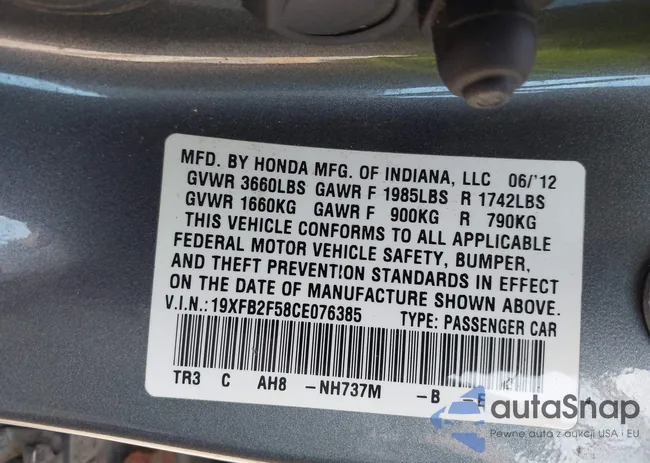 MFD. BY HONDA MFG. OF INDIANA, LLC 06/'12
GVWR 3660LBS GAWR F 1985LBS R 1742LBS
GVWR 1660KG GAWR F 900KG R 790KG
THIS VEHICLE CONFORMS TO ALL APPLICABLE
FEDERAL MOTOR VEHICLE SAFETY, BUMPER,
AND THEFT PREVENTION STANDARDS IN EFFECT
ON THE DATE OF MANUFACTURE SHOWN ABOVE.
V.I.N.:19XFB2F58CE076385 TYPE: PASSENGER CAR
TR3 C AH8 -NH737M -B
autaSnap
Pewne auta z aukcji USA i EU